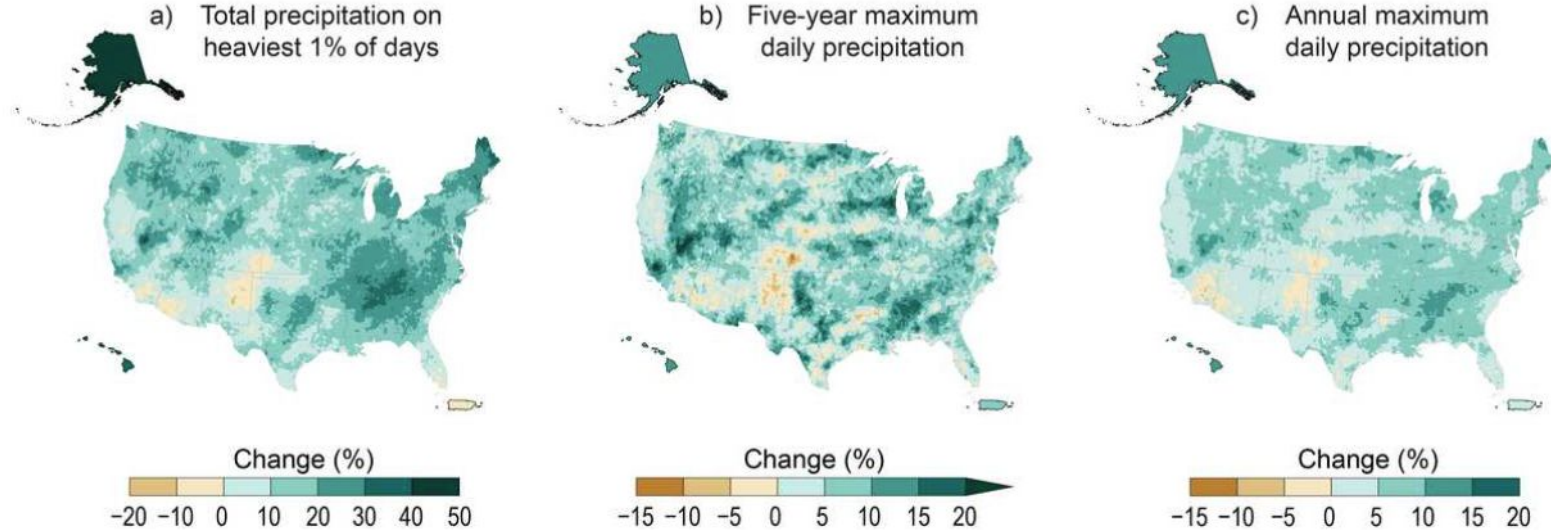 a) Total precipitation on
heaviest 1% of days
b) Five-year maximum
daily precipitation
c) Annual maximum
daily precipitation
Change (%)
−20 −10 0 10 20 30 40 50
Change (%)
−15 −10 −5 0 5 10 15 20
Change (%)
−15 −10 −5 0 5 10 15 20